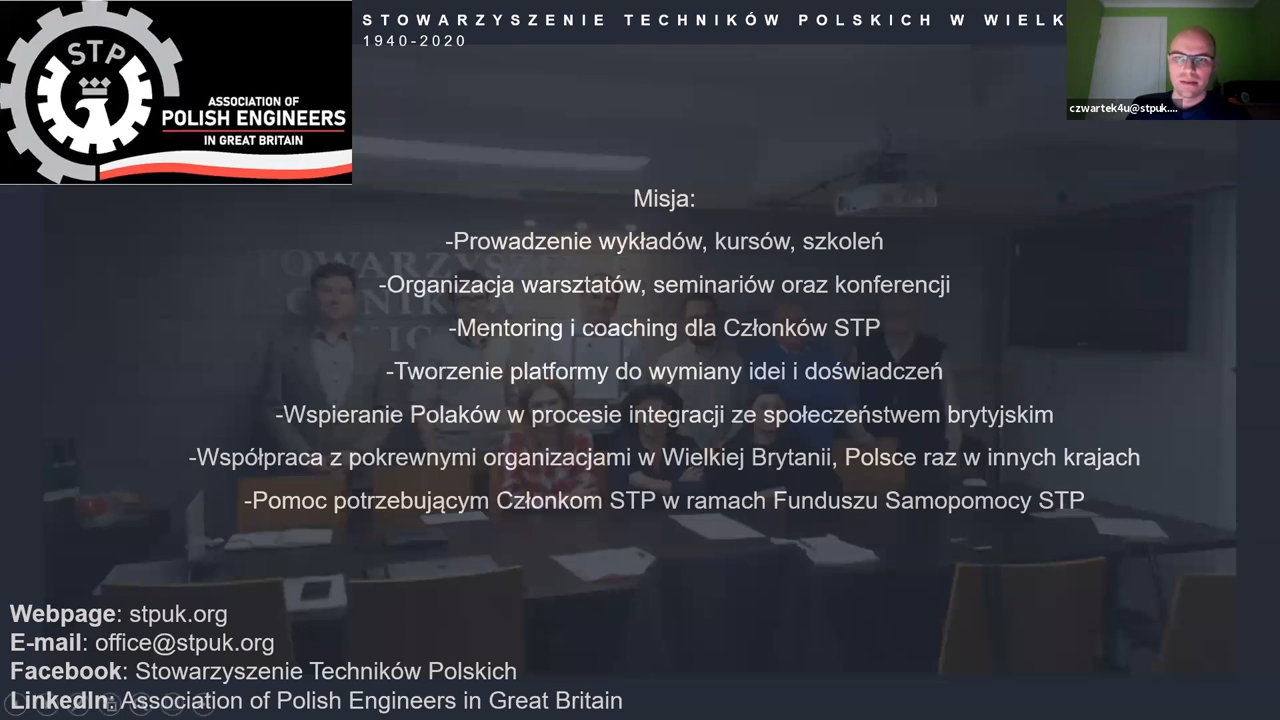 STP
ASSOCIATION OF
POLISH ENGINEERS
IN GREAT BRITAIN
STOWARZYSZENIE TECHNIKÓW POLSKICH W WIELK
1940-2020
czwartek4u@stpuk....
Misja:
-Prowadzenie wykładów, kursów, szkoleń
-Organizacja warsztatów, seminariów oraz konferencji
-Mentoring i coaching dla Członków STP
-Tworzenie platformy do wymiany idei i doświadczeń
-Wspieranie Polaków w procesie integracji ze społeczeństwem brytyjskim
-Współpraca z pokrewnymi organizacjami w Wielkiej Brytanii, Polsce raz w innych krajach
-Pomoc potrzebującym Członkom STP w ramach Funduszu Samopomocy STP
Webpage: stpuk.org
E-mail: office@stpuk.org
Facebook: Stowarzyszenie Techników Polskich
LinkedIn: Association of Polish Engineers in Great Britain